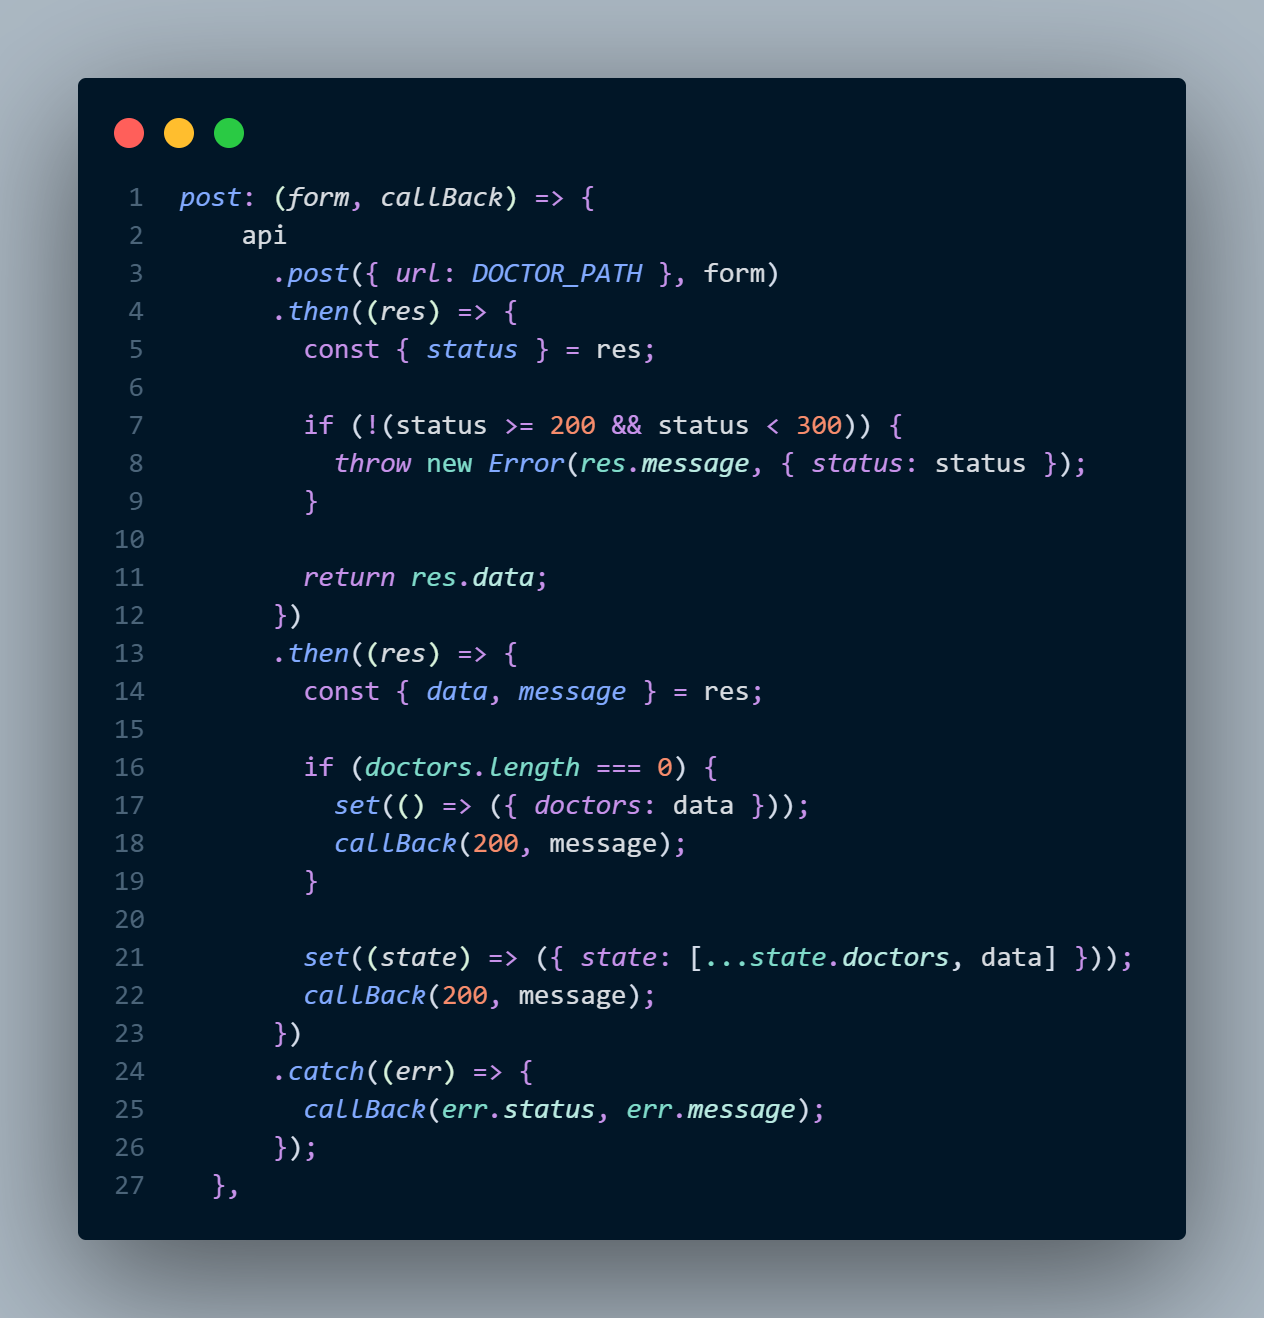 1 post: (form, callBack) => {
2 api
3 .post({ url: DOCTOR_PATH }, form)
4 .then((res) => {
5 const { status } = res;
6
7 if (!(status >= 200 && status < 300)) {
8 throw new Error(res.message, { status: status });
9 }
10
11 return res.data;
12 })
13 .then((res) => {
14 const { data, message } = res;
15
16 if (doctors.length === 0) {
17 set(() => ({ doctors: data }));
18 callBack(200, message);
19 }
20
21 set((state) => ({ state: [...state.doctors, data] }));
22 callBack(200, message);
23 })
24 .catch((err) => {
25 callBack(err.status, err.message);
26 });
27 },